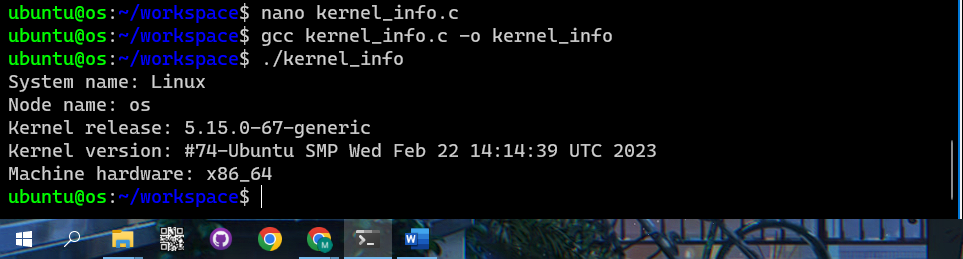 ubuntu@os:~/workspace$ nano kernel_info.c
ubuntu@os:~/workspace$ gcc kernel_info.c -o kernel_info
ubuntu@os:~/workspace$ ./kernel_info
System name: Linux
Node name: os
Kernel release: 5.15.0-67-generic
Kernel version: #74-Ubuntu SMP Wed Feb 22 14:14:39 UTC 2023
Machine hardware: x86_64
ubuntu@os:~/workspace$
M
W